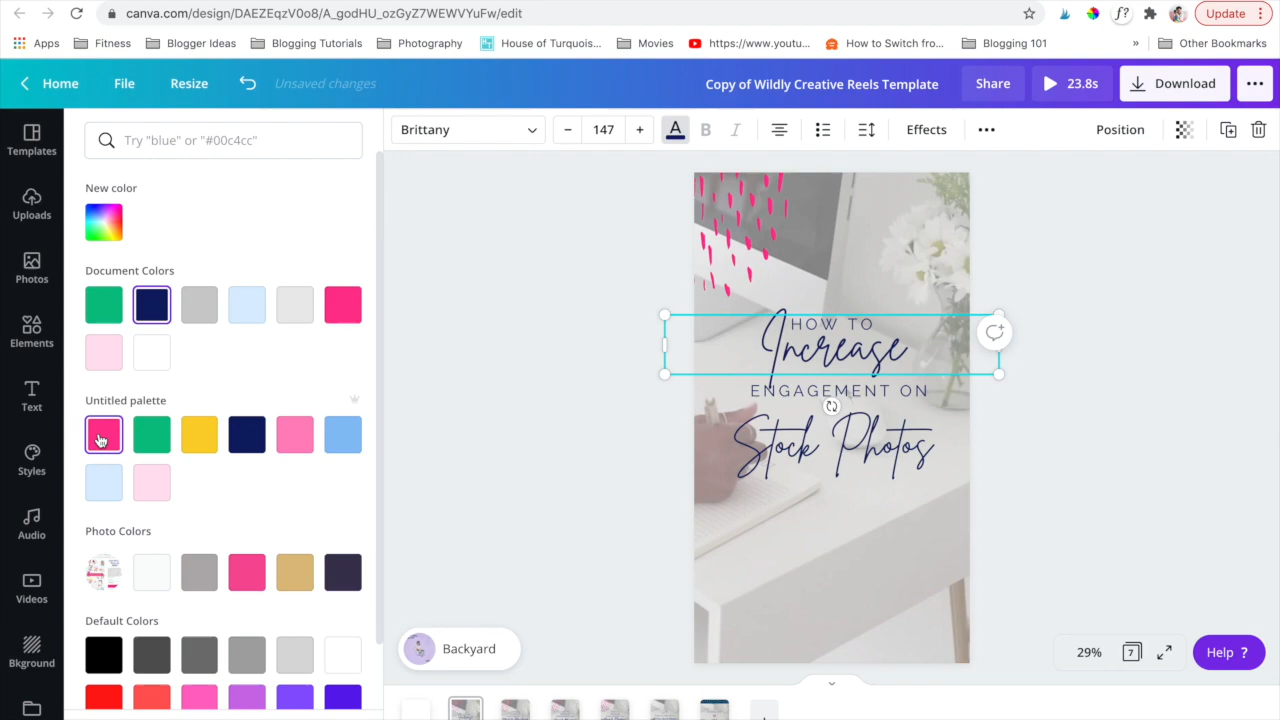 canva.com/design/DAEZEqzV0o8/A_godHU_ozGyZ7WEWVYuFw/edit
f?
Update
Apps
Fitness
Blogger Ideas
Blogging Tutorials
Photography
House of Turquois...
Movies
https://www.youtu...
How to Switch fro...
Blogging 101
»
Other Bookmarks
Home
File
Resize
Unsaved changes
Copy of Wildly Creative Reels Template
Share
23.8s
Download
Templates
Uploads
Photos
Elements
Text
Styles
Audio
Videos
Bkground
Try "blue" or "#00c4cc"
New color
Document Colors
Untitled palette
Photo Colors
Default Colors
Brittany
– 147 +
A
B
I
Effects
Position
HOW TO
Increase
ENGAGEMENT ON
Stock Photos
Backyard
29%
7
Help ?